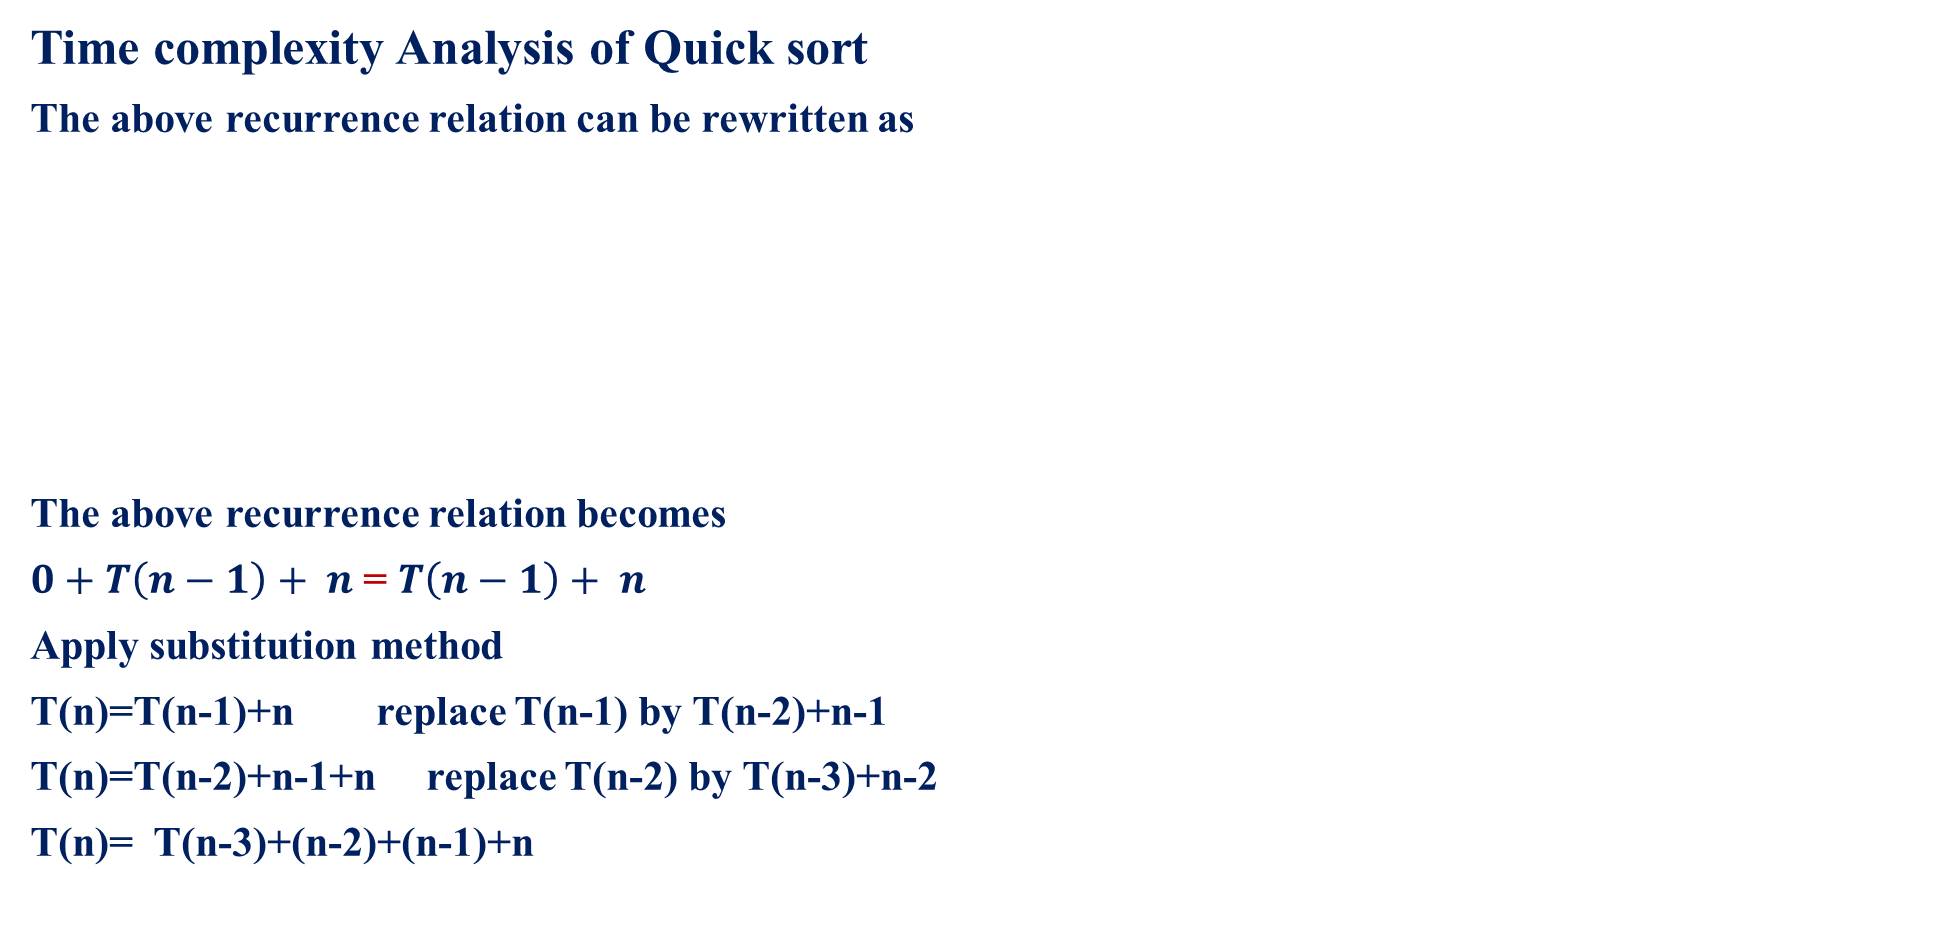 Time complexity Analysis of Quick sort
The above recurrence relation can be rewritten as
The above recurrence relation becomes
0 + T(n − 1) + n = T(n − 1) + n
Apply substitution method
T(n)=T(n-1)+n replace T(n-1) by T(n-2)+n-1
T(n)=T(n-2)+n-1+n replace T(n-2) by T(n-3)+n-2
T(n)= T(n-3)+(n-2)+(n-1)+n